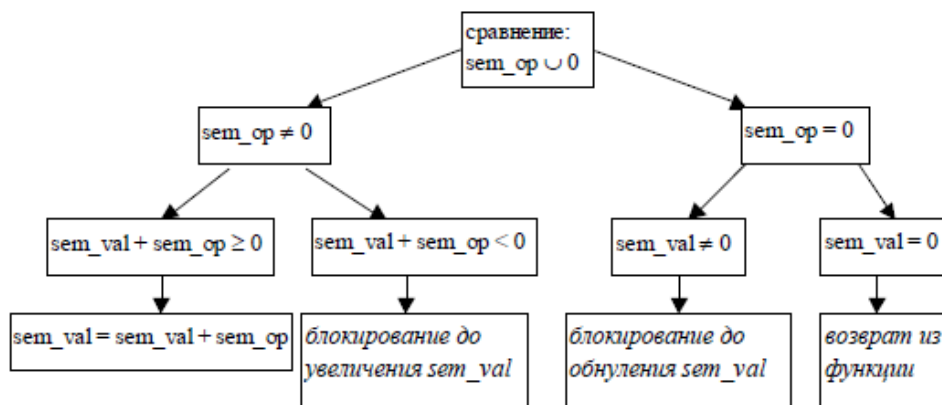 сравнение:
sem_op ∪ 0
sem_op ≠ 0
sem_op = 0
sem_val + sem_op ≥ 0
sem_val + sem_op < 0
sem_val ≠ 0
sem_val = 0
sem_val = sem_val + sem_op
блокирование до
увеличения sem_val
блокирование до
обнуления sem_val
возврат из
функции